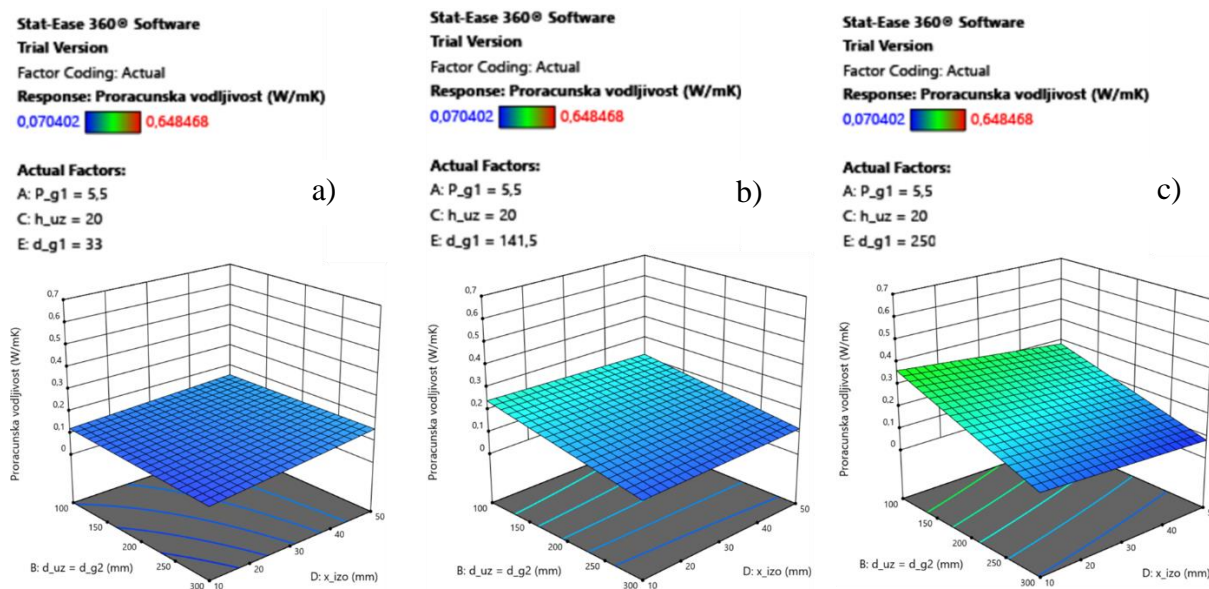 Stat-Ease 360® Software
Trial Version
Factor Coding: Actual
Response: Proracunska vodljivost (W/mK)
0,070402 0,648468
Actual Factors:
A: P_g1 = 5,5
C: h_uz = 20
E: d_g1 = 33
a)
0,7
0,6
0,5
0,4
0,3
0,2
0,1
0
Proracunska vodljivost (W/mK)
100
150
200
250
300
B: d_uz = d_g2 (mm)
10
20
30
40
50
D: x_izo (mm)
Stat-Ease 360® Software
Trial Version
Factor Coding: Actual
Response: Proracunska vodljivost (W/mK)
0,070402 0,648468
Actual Factors:
A: P_g1 = 5,5
C: h_uz = 20
E: d_g1 = 141,5
b)
0,7
0,6
0,5
0,4
0,3
0,2
0,1
0
Proracunska vodljivost (W/mK)
100
150
200
250
300
B: d_uz = d_g2 (mm)
10
20
30
40
50
D: x_izo (mm)
Stat-Ease 360® Software
Trial Version
Factor Coding: Actual
Response: Proracunska vodljivost (W/mK)
0,070402 0,648468
Actual Factors:
A: P_g1 = 5,5
C: h_uz = 20
E: d_g1 = 250
c)
0,7
0,6
0,5
0,4
0,3
0,2
0,1
0
Proracunska vodljivost (W/mK)
100
150
200
250
300
B: d_uz = d_g2 (mm)
10
20
30
40
D: x_izo (mm)